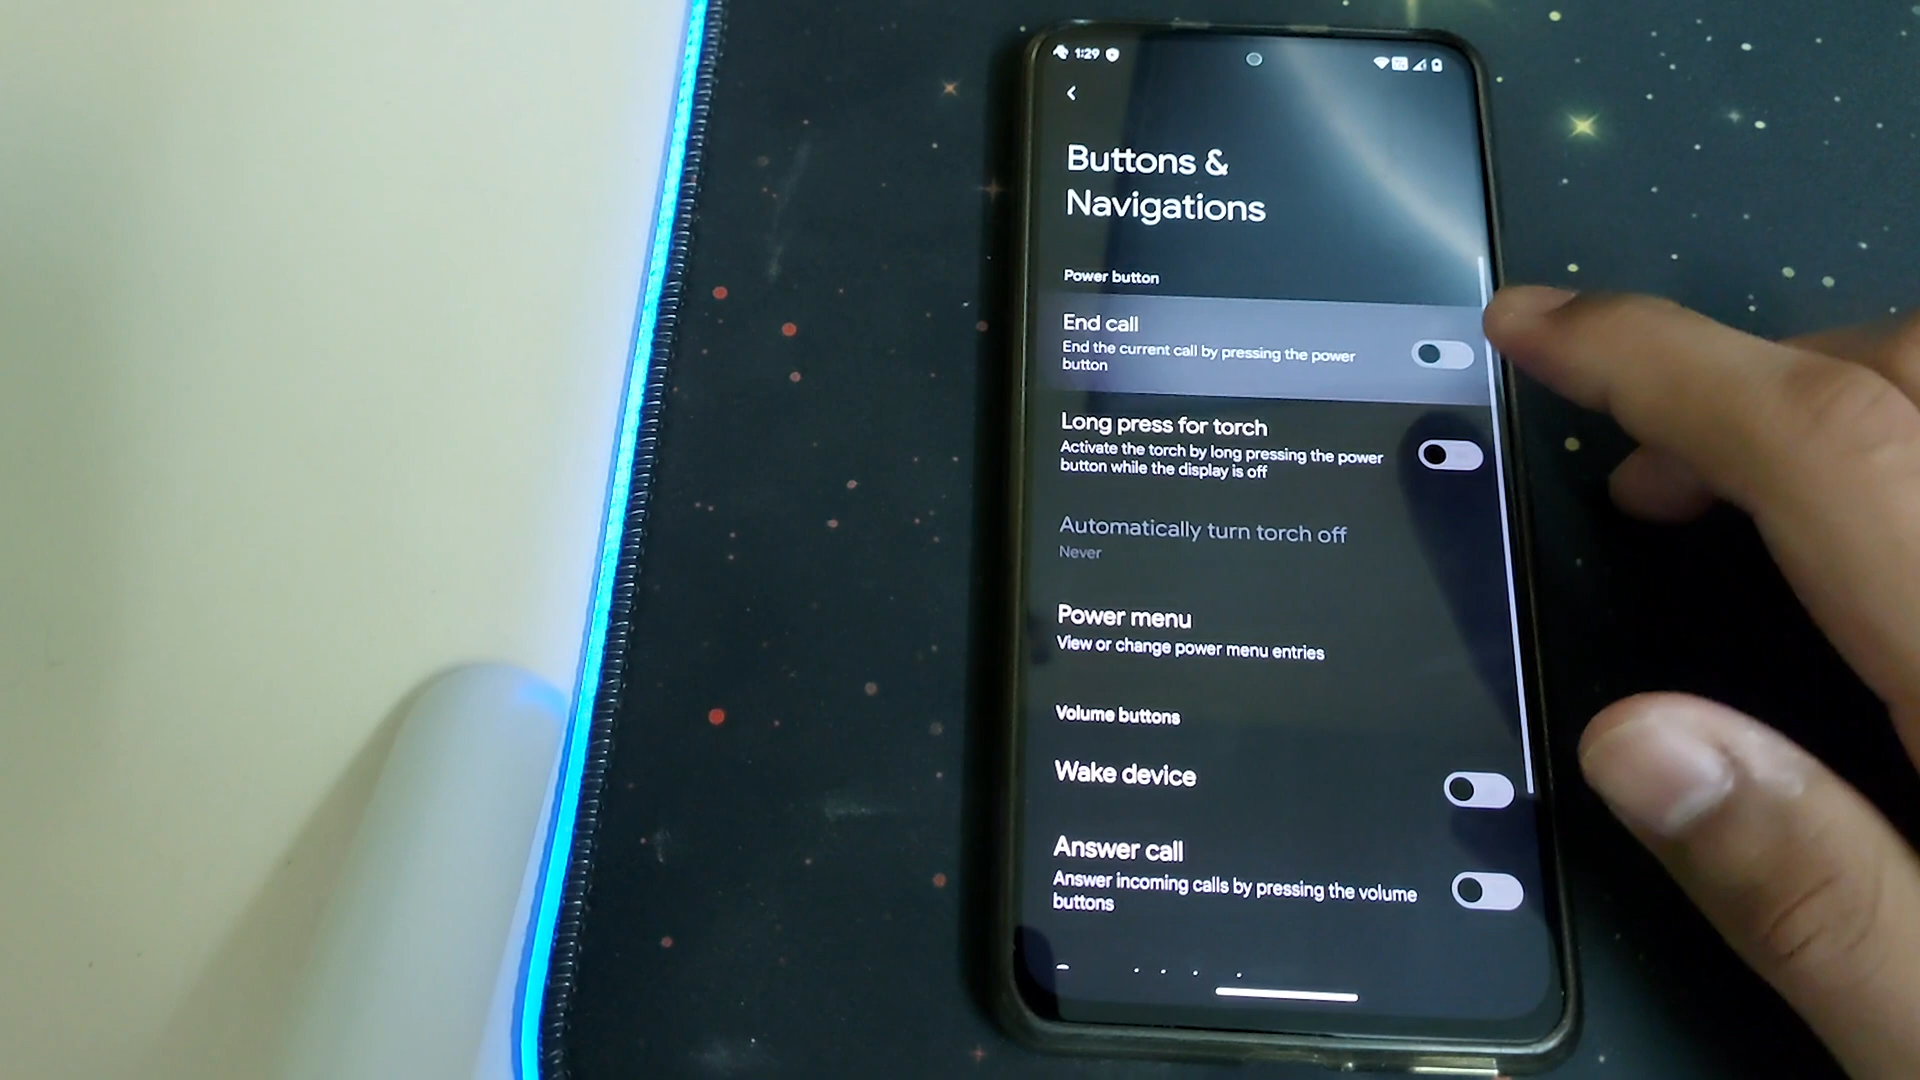 1:29
Buttons &
Navigations
Power button
End call
End the current call by pressing the power
button
Long press for torch
Activate the torch by long pressing the power
button while the display is off
Automatically turn torch off
Never
Power menu
View or change power menu entries
Volume buttons
Wake device
Answer call
Answer incoming calls by pressing the volume
buttons